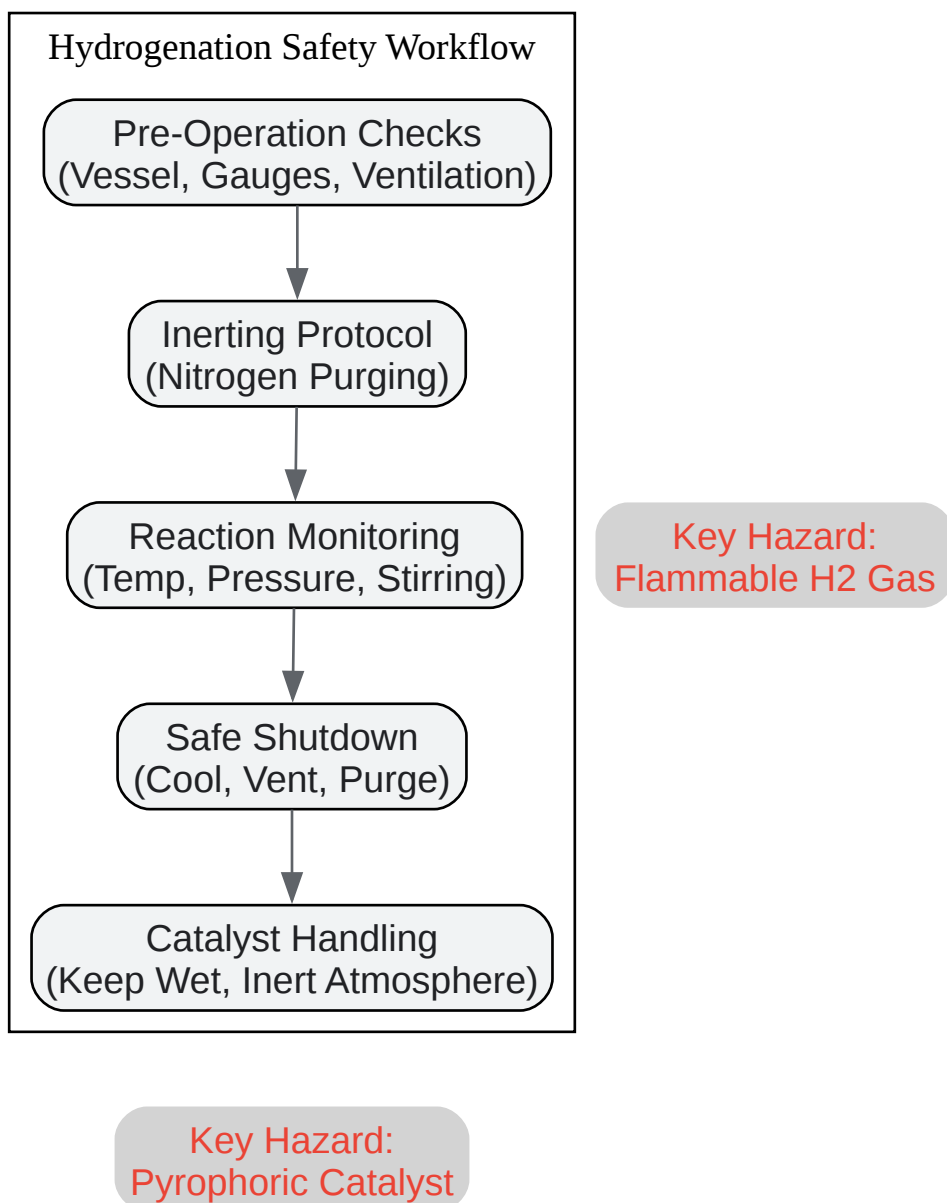 Hydrogenation Safety Workflow
Pre-Operation Checks
(Vessel, Gauges, Ventilation)
Inerting Protocol
(Nitrogen Purging)
Reaction Monitoring
(Temp, Pressure, Stirring)
Key Hazard:
Flammable H2 Gas
Safe Shutdown
(Cool, Vent, Purge)
Catalyst Handling
(Keep Wet, Inert Atmosphere)
Key Hazard:
Pyrophoric Catalyst